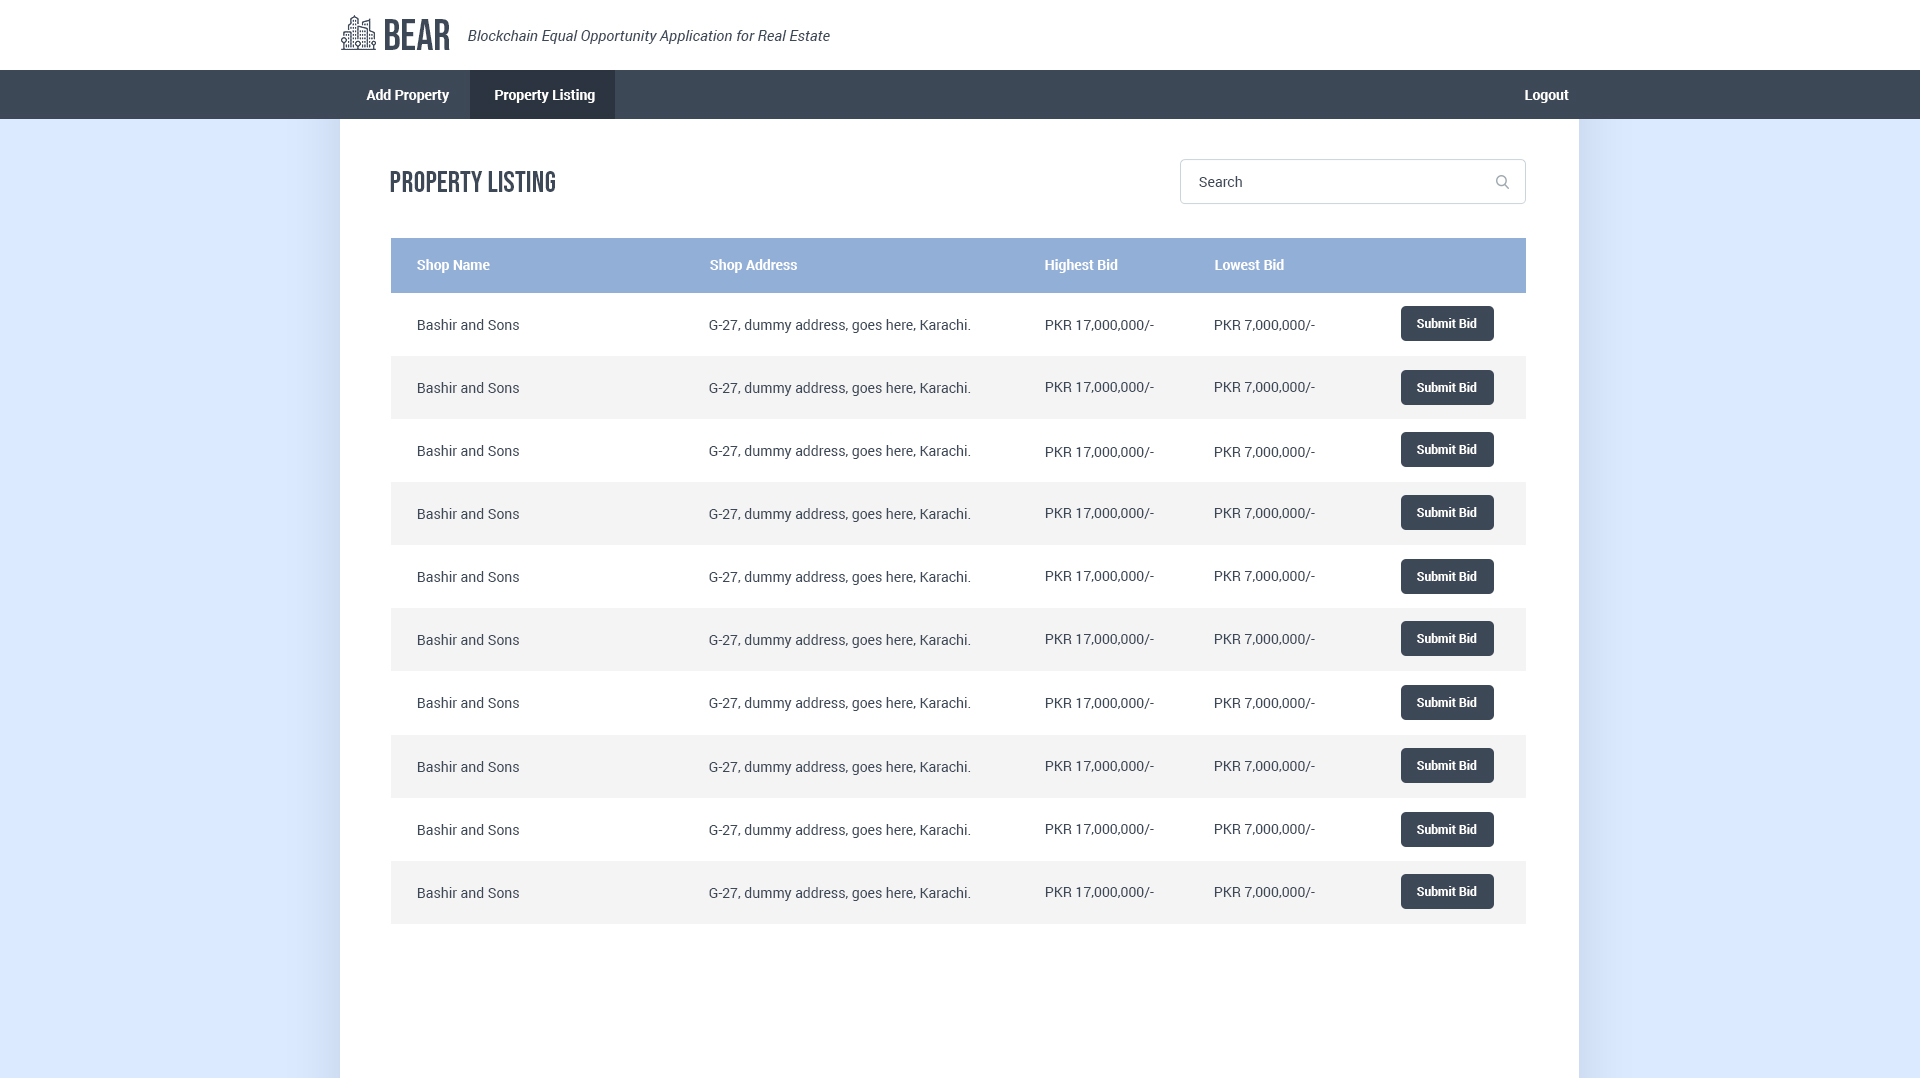 BEAR Blockchain Equal Opportunity Application for Real Estate
Add Property Property Listing Logout
PROPERTY LISTING Search
Shop Name Shop Address Highest Bid Lowest Bid
Bashir and Sons G-27, dummy address, goes here, Karachi. PKR 17,000,000/- PKR 7,000,000/- Submit Bid
Bashir and Sons G-27, dummy address, goes here, Karachi. PKR 17,000,000/- PKR 7,000,000/- Submit Bid
Bashir and Sons G-27, dummy address, goes here, Karachi. PKR 17,000,000/- PKR 7,000,000/- Submit Bid
Bashir and Sons G-27, dummy address, goes here, Karachi. PKR 17,000,000/- PKR 7,000,000/- Submit Bid
Bashir and Sons G-27, dummy address, goes here, Karachi. PKR 17,000,000/- PKR 7,000,000/- Submit Bid
Bashir and Sons G-27, dummy address, goes here, Karachi. PKR 17,000,000/- PKR 7,000,000/- Submit Bid
Bashir and Sons G-27, dummy address, goes here, Karachi. PKR 17,000,000/- PKR 7,000,000/- Submit Bid
Bashir and Sons G-27, dummy address, goes here, Karachi. PKR 17,000,000/- PKR 7,000,000/- Submit Bid
Bashir and Sons G-27, dummy address, goes here, Karachi. PKR 17,000,000/- PKR 7,000,000/- Submit Bid
Bashir and Sons G-27, dummy address, goes here, Karachi. PKR 17,000,000/- PKR 7,000,000/- Submit Bid